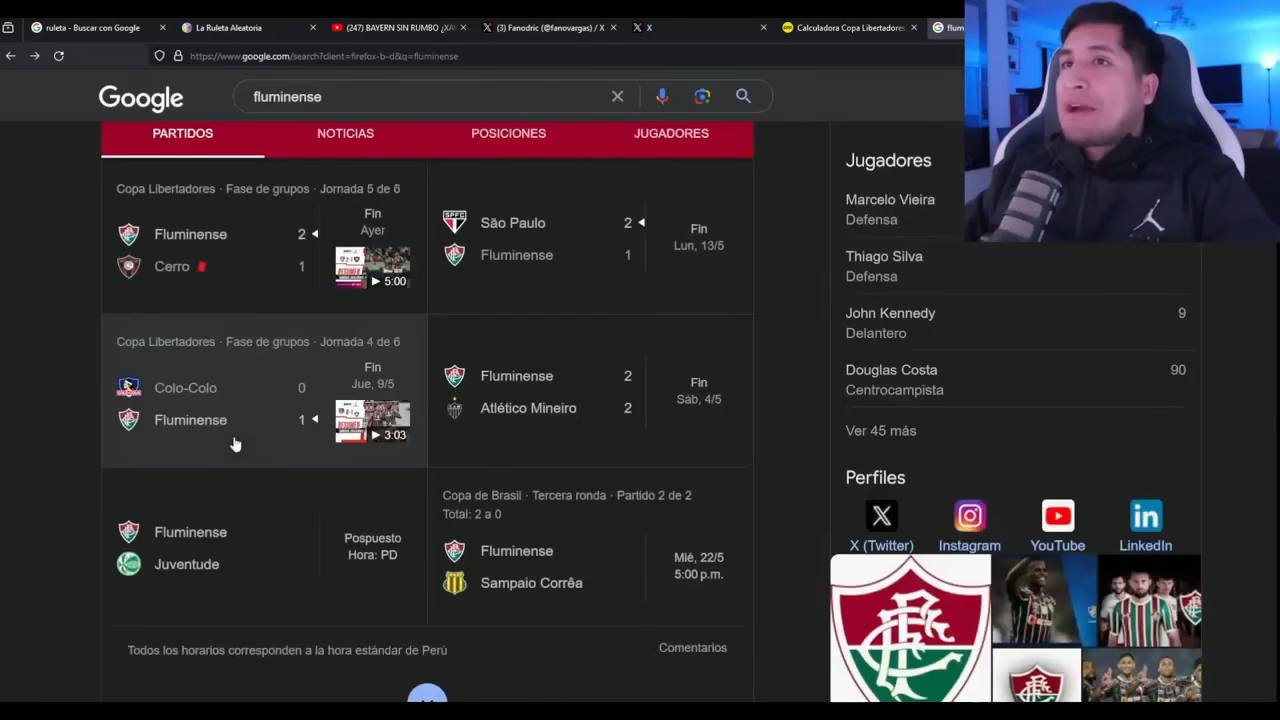 ruleta - Buscar con Google
La Ruleta Aleatoria
(247) BAYERN SIN RUMBO ¿XAV
(3) Fanodric (@fanovargas) / X
X
Calculadora Copa Libertadores
https://www.google.com/search?client=firefox-b-d&q=fluminense
Google
fluminense
PARTIDOS
NOTICIAS
POSICIONES
JUGADORES
Copa Libertadores · Fase de grupos · Jornada 5 de 6
Fluminense 2
Cerro 1
Fin
Ayer
5:00
São Paulo 2
Fluminense 1
Fin
Lun, 13/5
Copa Libertadores · Fase de grupos · Jornada 4 de 6
Colo-Colo 0
Fluminense 1
Fin
Jue, 9/5
3:03
Fluminense 2
Atlético Mineiro 2
Fin
Sáb, 4/5
Fluminense
Juventude
Pospuesto
Hora: PD
Copa de Brasil · Tercera ronda · Partido 2 de 2
Total: 2 a 0
Fluminense
Sampaio Corrêa
Mié, 22/5
5:00 p.m.
Todos los horarios corresponden a la hora estándar de Perú
Comentarios
Jugadores
Marcelo Vieira
Defensa
Thiago Silva
Defensa
John Kennedy 9
Delantero
Douglas Costa 90
Centrocampista
Ver 45 más
Perfiles
X (Twitter)
Instagram
YouTube
LinkedIn